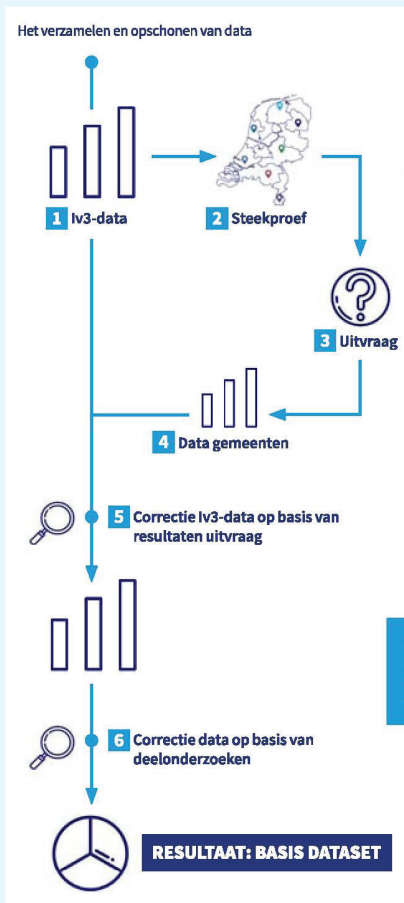 Het verzamelen en opschonen van data
1 Iv3-data
2 Steekproef
3 Uitvraag
4 Data gemeenten
5 Correctie Iv3-data op basis van
resultaten uitvraag
6 Correctie data op basis van
deelonderzoeken
RESULTAAT: BASIS DATASET